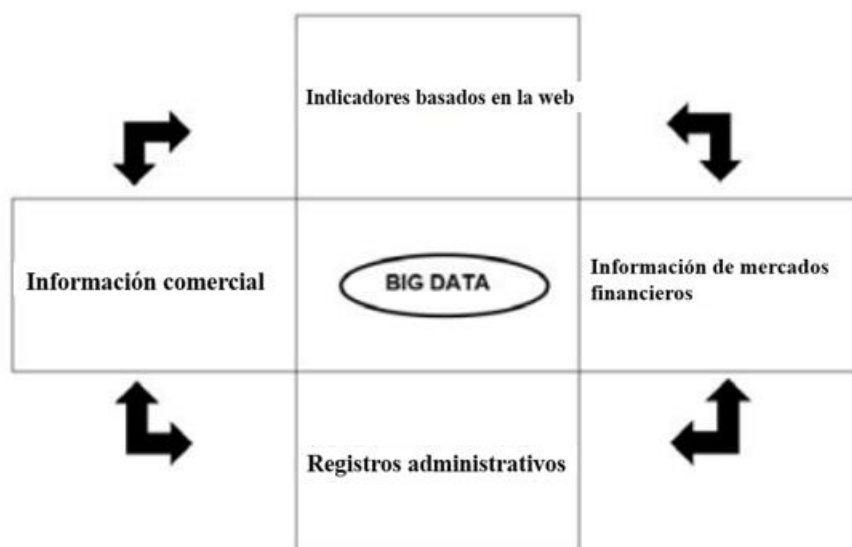 Indicadores basados en la web
Información comercial
BIG DATA
Información de mercados
financieros
Registros administrativos